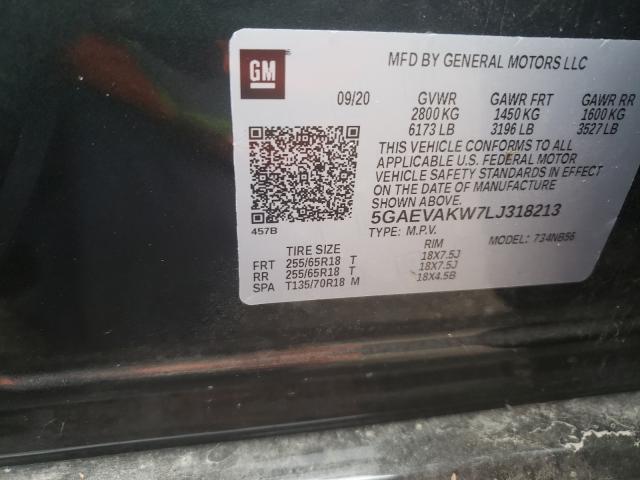 GM
MFD BY GENERAL MOTORS LLC
09/20 GVWR GAWR FRT GAWR RR
2800 KG 1450 KG 1600 KG
6173 LB 3196 LB 3527 LB
THIS VEHICLE CONFORMS TO ALL
APPLICABLE U.S. FEDERAL MOTOR
VEHICLE SAFETY STANDARDS IN EFFECT
ON THE DATE OF MANUFACTURE
SHOWN ABOVE.
5GAEVAKW7LJ318213
457B
TYPE: M.P.V. MODEL: 734NB56
TIRE SIZE RIM
FRT 255/65R18 T 18X7.5J
RR 255/65R18 T 18X7.5J
SPA T135/70R18 M 18X4.5B